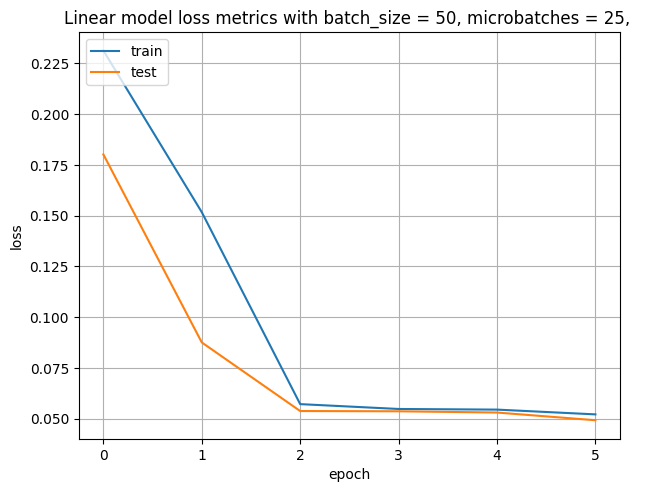 Linear model loss metrics with batch_size = 50, microbatches = 25,
train
test
0.225
0.200
0.175
0.150
0.125
0.100
0.075
0.050
loss
0 1 2 3 4 5
epoch